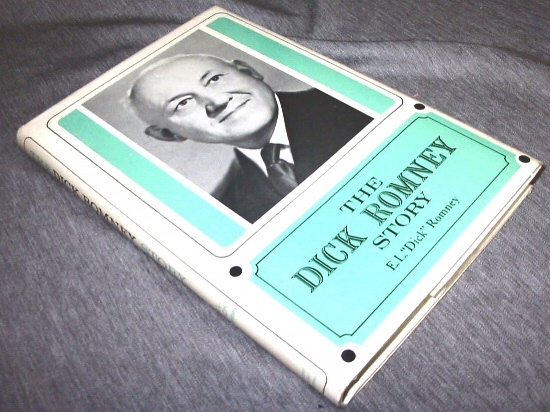 THE
DICK ROMNEY
STORY
E.L. "Dick" Romney
DICK ROMNEY STORY